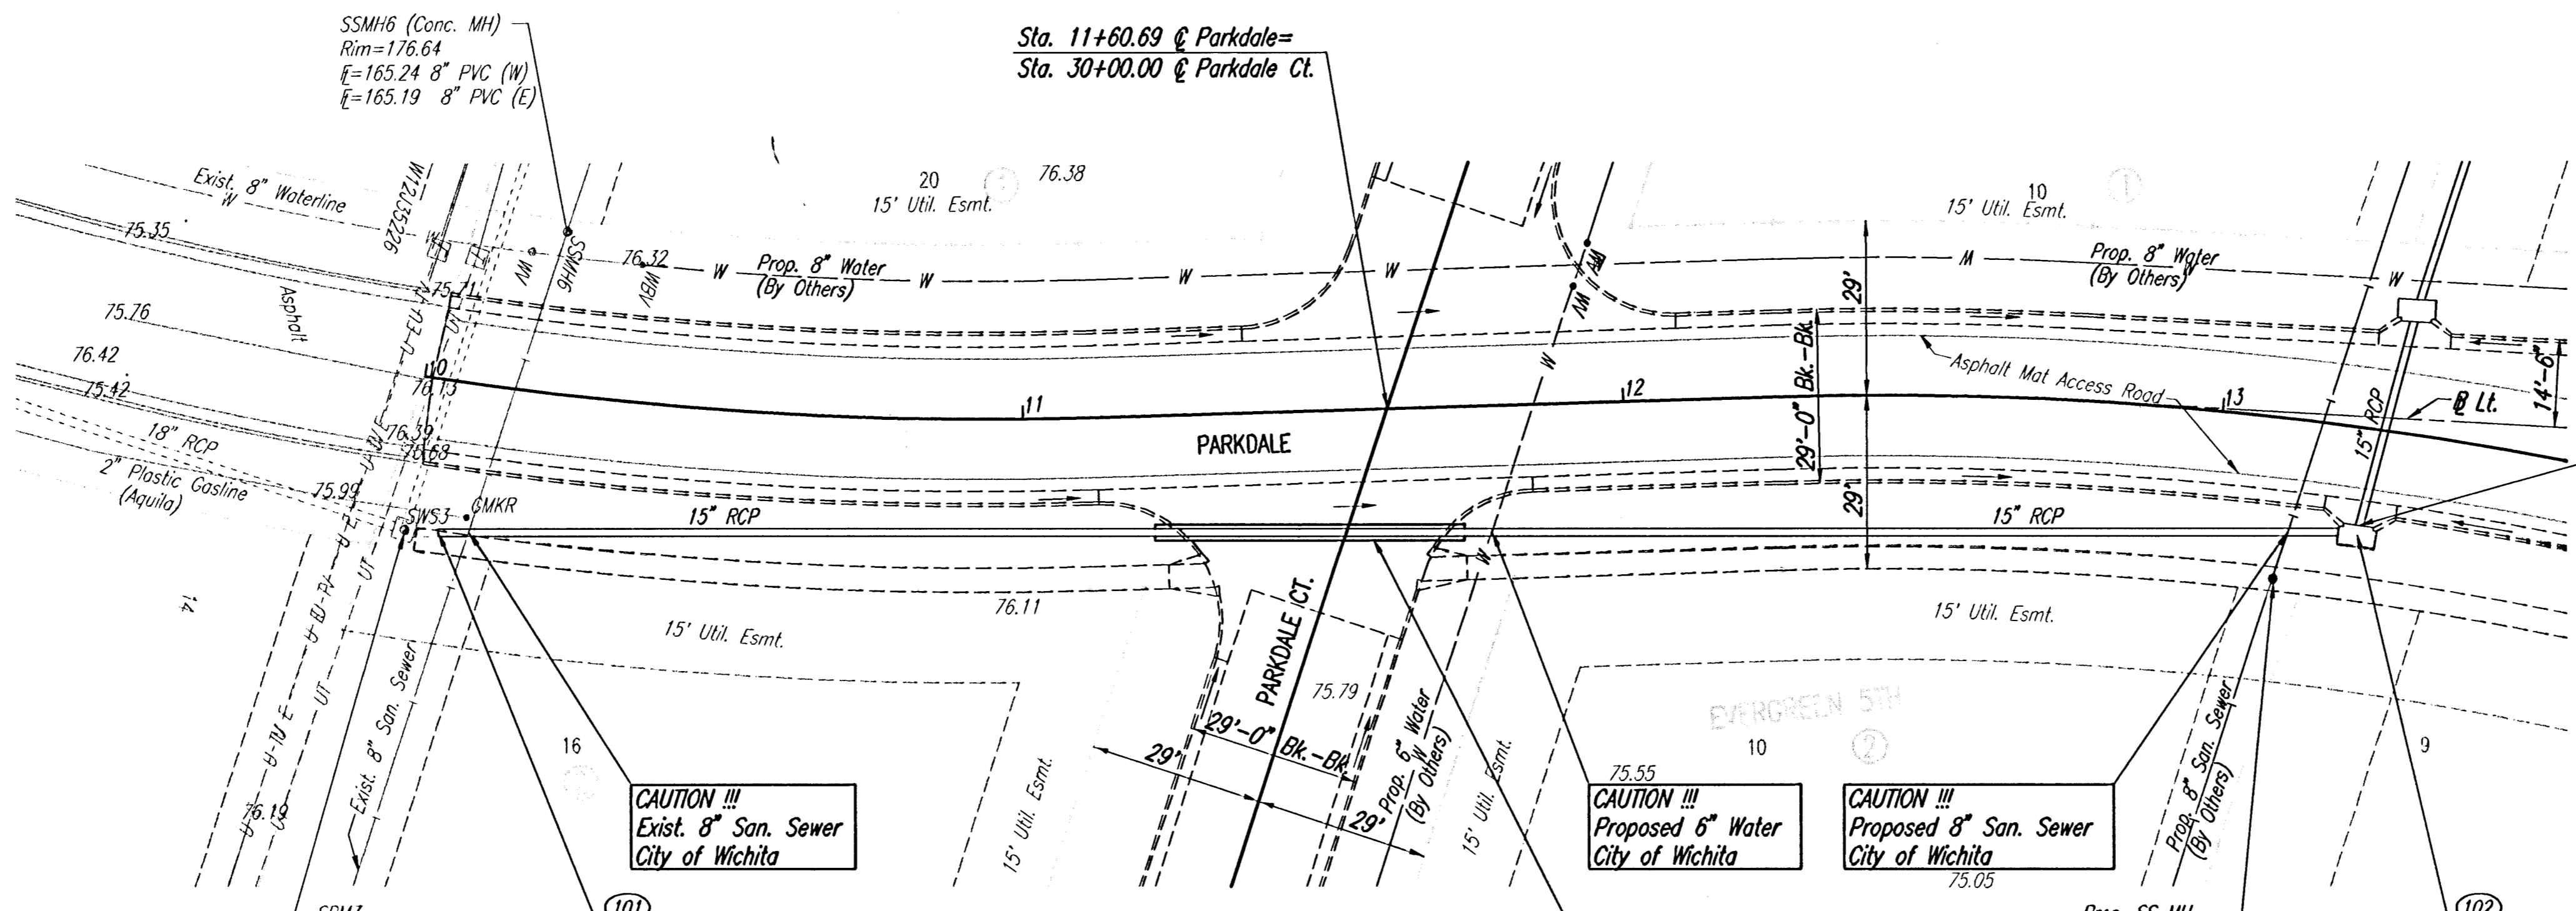 SSMH6 (Conc. MH)
Rim=176.64
FL=165.24 8" PVC (W)
FL=165.19 8" PVC (E)
Sta. 11+60.69 ℄ Parkdale=
Sta. 30+00.00 ℄ Parkdale Ct.
Exist. 8" Waterline
W
W12J35226
20
76.38
15' Util. Esmt.
10
15' Util. Esmt.
75.35
WV
SSMH6
76.32
WBV
W
Prop. 8" Water
(By Others)
W
W
W
W
WV
29'
Prop. 8" Water
(By Others)
W
75.71
Asphalt
75.76
76.42
75.42
10
76.13
11
12
13
29'-0" Bk.-Bk.
Asphalt Mat Access Road
15" RCP
℄ Lt.
14'-6"
PARKDALE
76.39
75.68
18" RCP
2" Plastic Gasline
(Aquila)
75.99
SWS3
GMKR
15" RCP
W
29'
15" RCP
W
14
76.11
15' Util. Esmt.
15' Util. Esmt.
PARKDALE CT.
75.79
UT
UT
Exist. 8" San. Sewer
76.19
16
29'
29'-0" Bk.-Bk.
29'
Prop. 6" Water
W
(By Others)
15' Util. Esmt.
15' Util. Esmt.
EVERGREEN 5TH
10
2
9
Prop. 8" San. Sewer
(By Others)
75.55
CAUTION !!!
Exist. 8" San. Sewer
City of Wichita
CAUTION !!!
Proposed 6" Water
City of Wichita
CAUTION !!!
Proposed 8" San. Sewer
City of Wichita
75.05
101
102